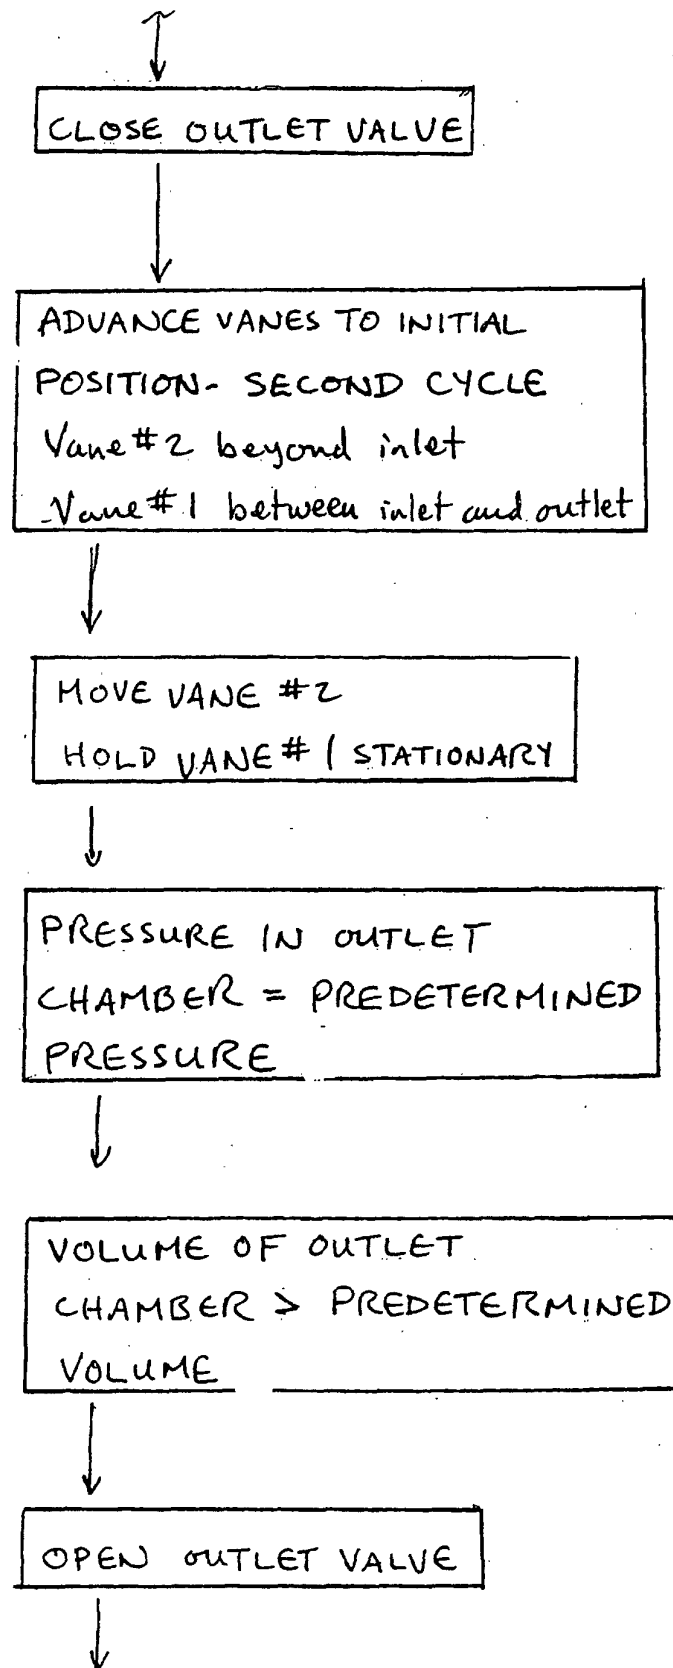 CLOSE OUTLET VALVE
ADVANCE VANES TO INITIAL
POSITION- SECOND CYCLE
Vane #2 beyond inlet
Vane #1 between inlet and outlet
MOVE VANE #2
HOLD VANE #1 STATIONARY
PRESSURE IN OUTLET
CHAMBER = PREDETERMINED
PRESSURE
VOLUME OF OUTLET
CHAMBER > PREDETERMINED
VOLUME
OPEN OUTLET VALVE